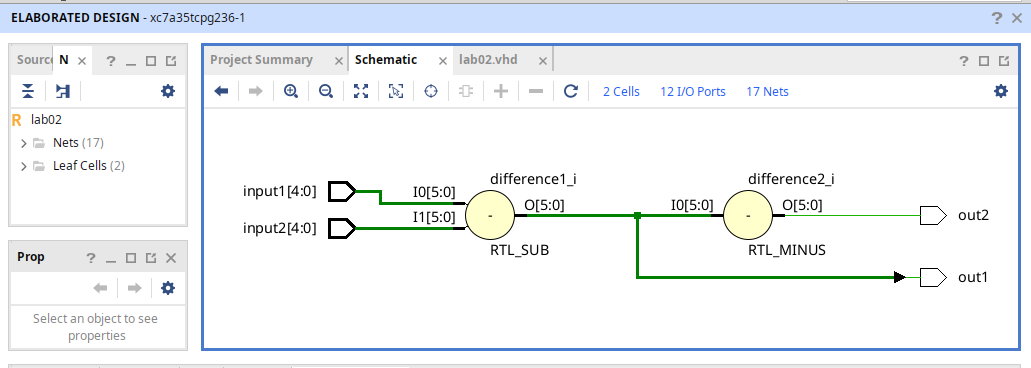 ELABORATED DESIGN - xc7a35tcpg236-1
Sourc N
Project Summary Schematic lab02.vhd
2 Cells 12 I/O Ports 17 Nets
R lab02
Nets (17)
Leaf Cells (2)
difference1_i difference2_i
input1[4:0] I0[5:0] O[5:0] I0[5:0] O[5:0]
input2[4:0] I1[5:0] - - out2
RTL_SUB RTL_MINUS
out1
Prop
Select an object to see
properties